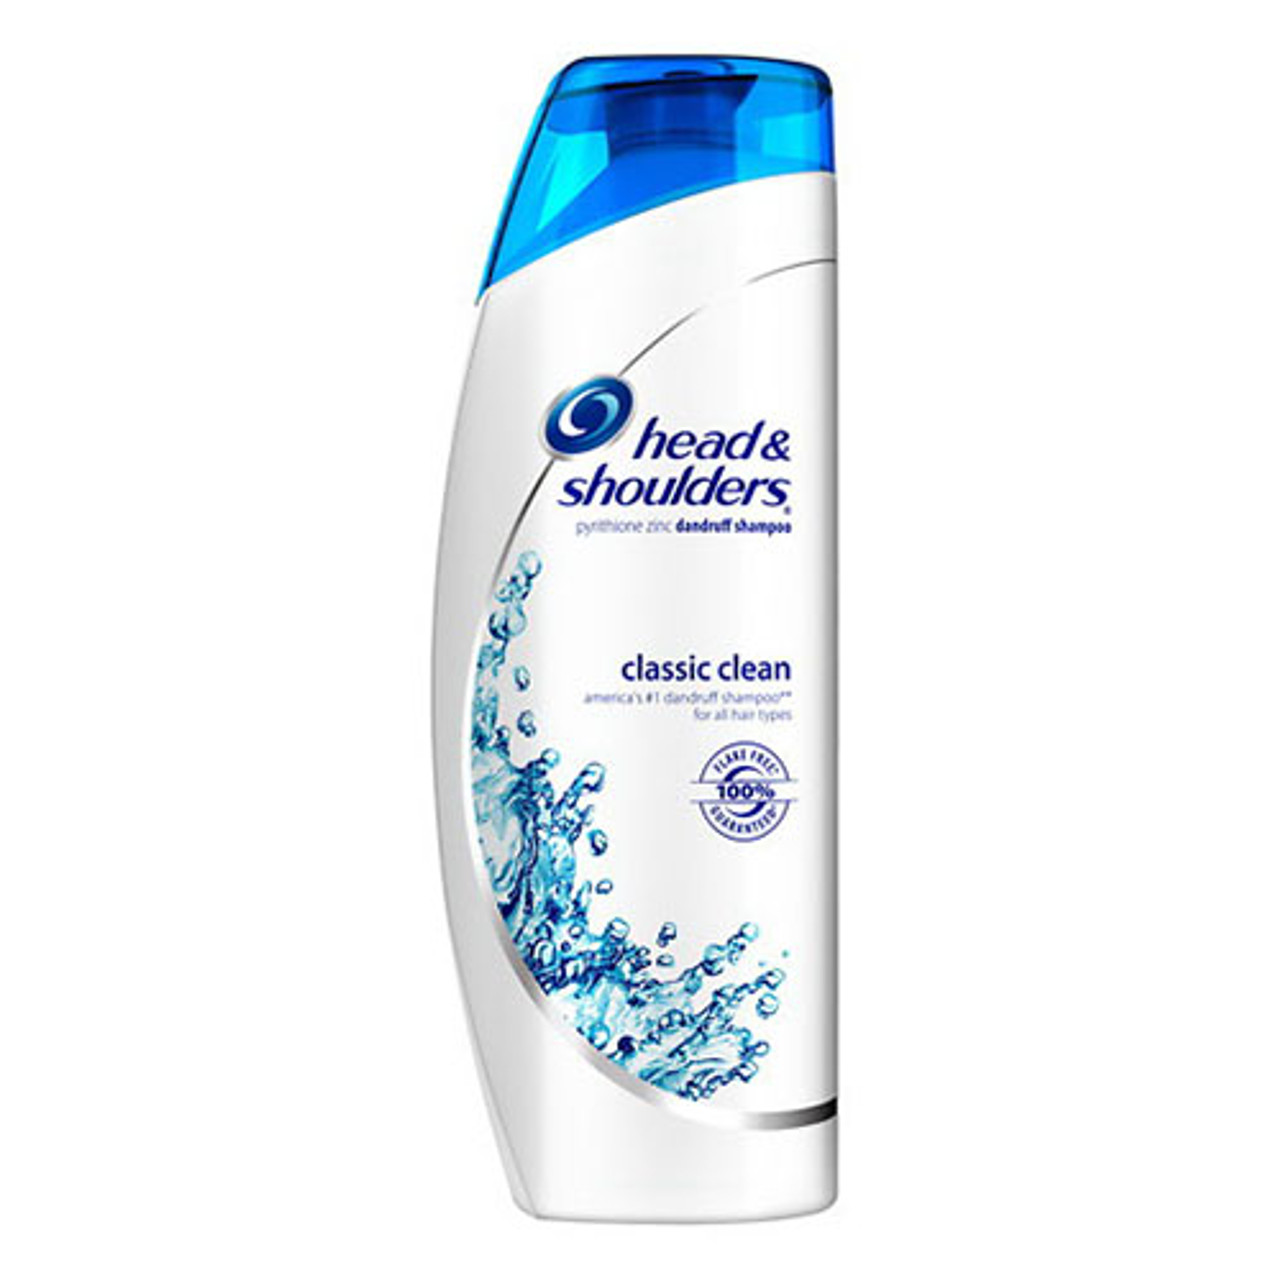 head &
shoulders®
pyrithione zinc dandruff shampoo
classic clean
america's #1 dandruff shampoo**
for all hair types
FLAKE FREE*
100%
GUARANTEED*